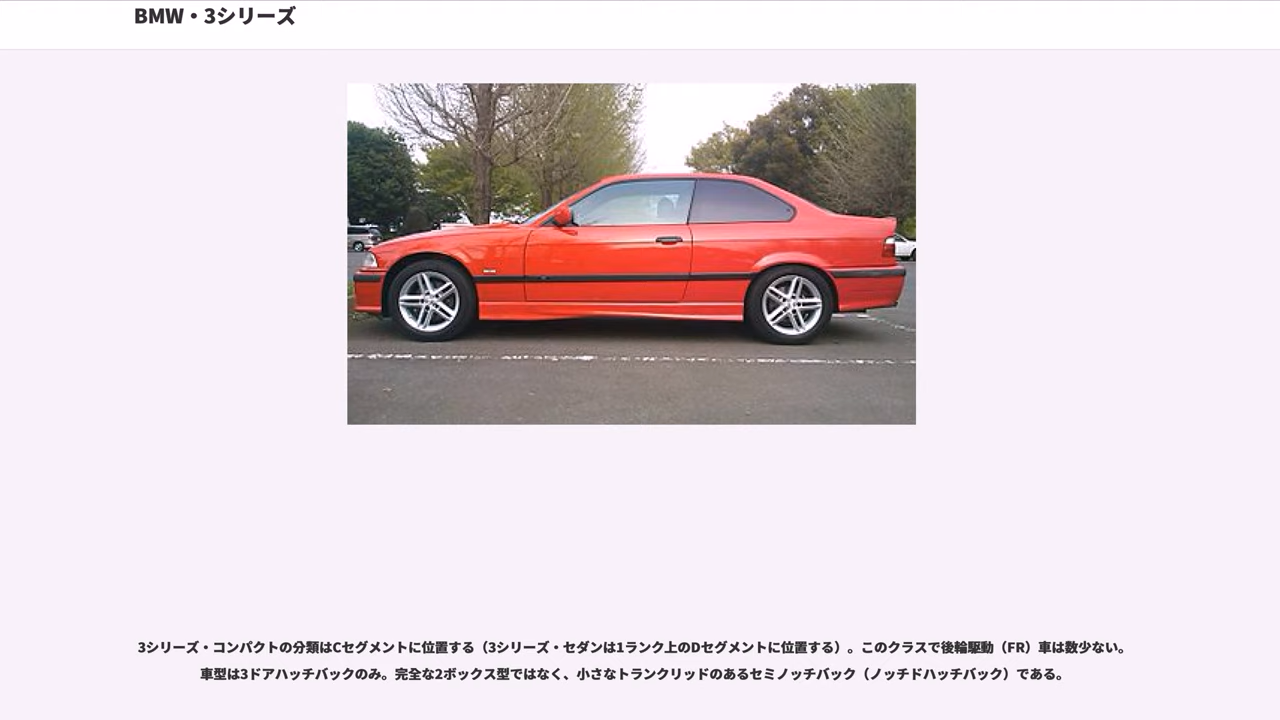 BMW・3シリーズ
3シリーズ・コンパクトの分類はCセグメントに位置する（3シリーズ・セダンは1ランク上のDセグメントに位置する）。このクラスで後輪駆動（FR）車は数少ない。
車型は3ドアハッチバックのみ。完全な2ボックス型ではなく、小さなトランクリッドのあるセミノッチバック（ノッチドハッチバック）である。